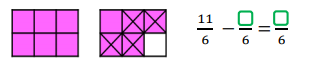 11/6 − □/6 = □/6